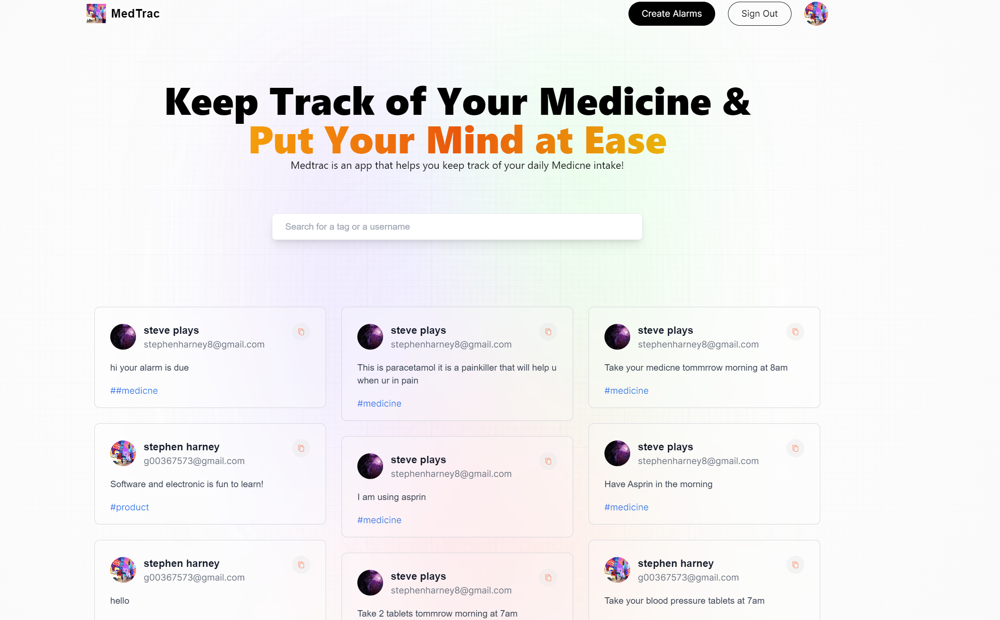 MedTrac
Create Alarms
Sign Out
Keep Track of Your Medicine &
Put Your Mind at Ease
Medtrac is an app that helps you keep track of your daily Medicne intake!
Search for a tag or a username
steve plays
stephenharney8@gmail.com
hi your alarm is due
##medicne
stephen harney
g00367573@gmail.com
Software and electronic is fun to learn!
#product
stephen harney
g00367573@gmail.com
hello
steve plays
stephenharney8@gmail.com
This is paracetamol it is a painkiller that will help u
when ur in pain
#medicine
steve plays
stephenharney8@gmail.com
I am using asprin
#medicine
steve plays
stephenharney8@gmail.com
Take 2 tablets tommrow morning at 7am
steve plays
stephenharney8@gmail.com
Take your medicne tommrrow morning at 8am
#medicine
steve plays
stephenharney8@gmail.com
Have Asprin in the morning
#medicine
stephen harney
g00367573@gmail.com
Take your blood pressure tablets at 7am